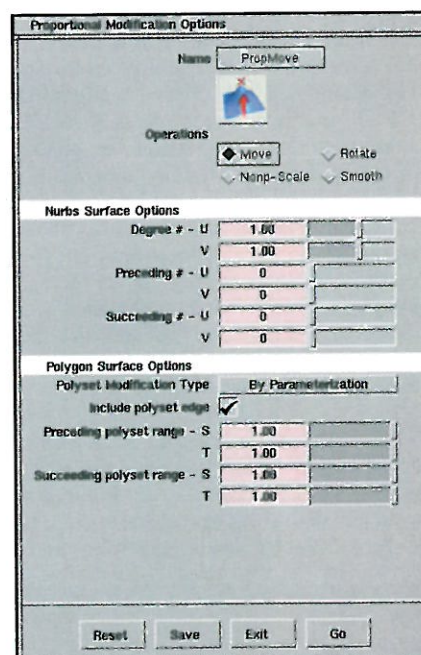 Proportional Modification Options
Name PropMove
Operations
Move Rotate
Nonp-Scale Smooth
Nurbs Surface Options
Degree # - U 1.00
V 1.00
Preceding # - U 0
V 0
Succeeding # - U 0
V 0
Polygon Surface Options
Polyset Modification Type By Parameterization
Include polyset edge
Preceding polyset range - S 1.00
T 1.00
Succeeding polyset range - S 1.00
T 1.00
Reset Save Exit Go